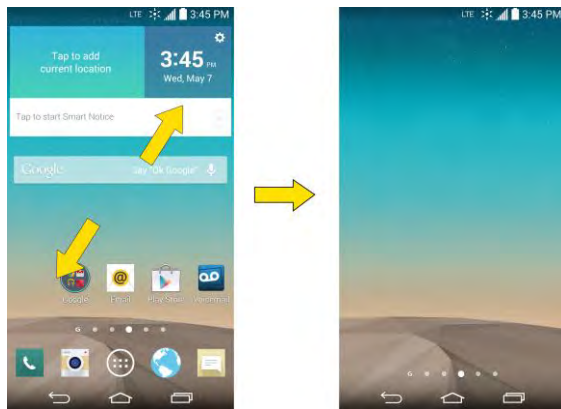 LTE 3:45 PM
Tap to add
current location
3:45 PM
Wed, May 7
Tap to start Smart Notice
Google Say "Ok Google"
Google Email Play Store Voicemail
G
LTE 3:45 PM
G